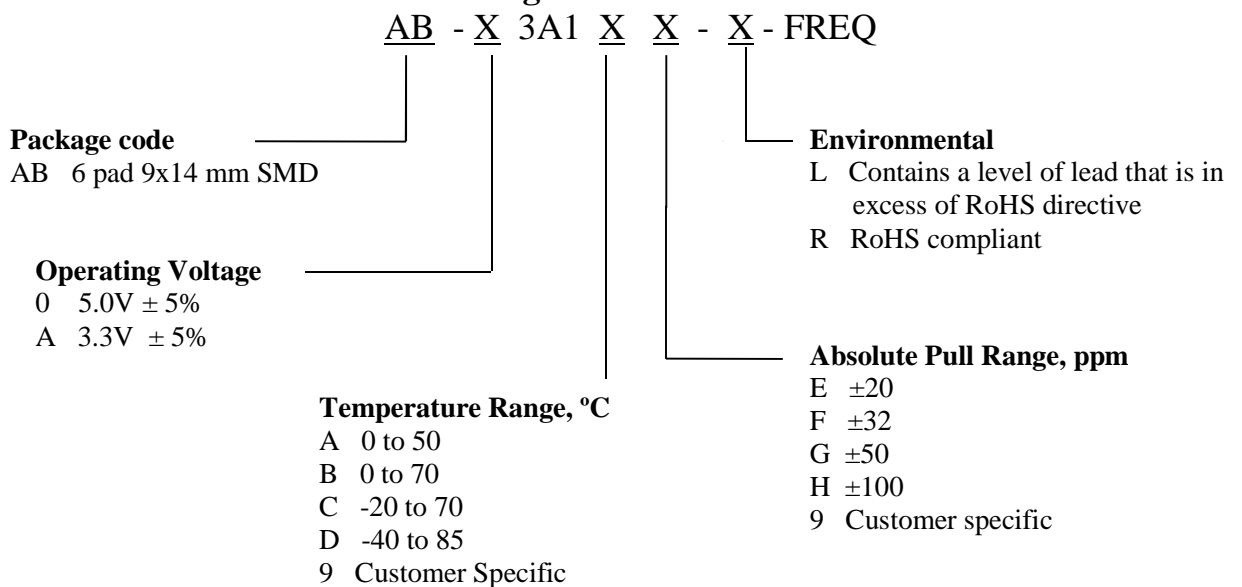 AB - X 3A1 X X - X - FREQ
Package code
AB 6 pad 9x14 mm SMD
Operating Voltage
0 5.0V ± 5%
A 3.3V ± 5%
Temperature Range, ºC
A 0 to 50
B 0 to 70
C -20 to 70
D -40 to 85
9 Customer Specific
Environmental
L Contains a level of lead that is in
excess of RoHS directive
R RoHS compliant
Absolute Pull Range, ppm
E ±20
F ±32
G ±50
H ±100
9 Customer specific